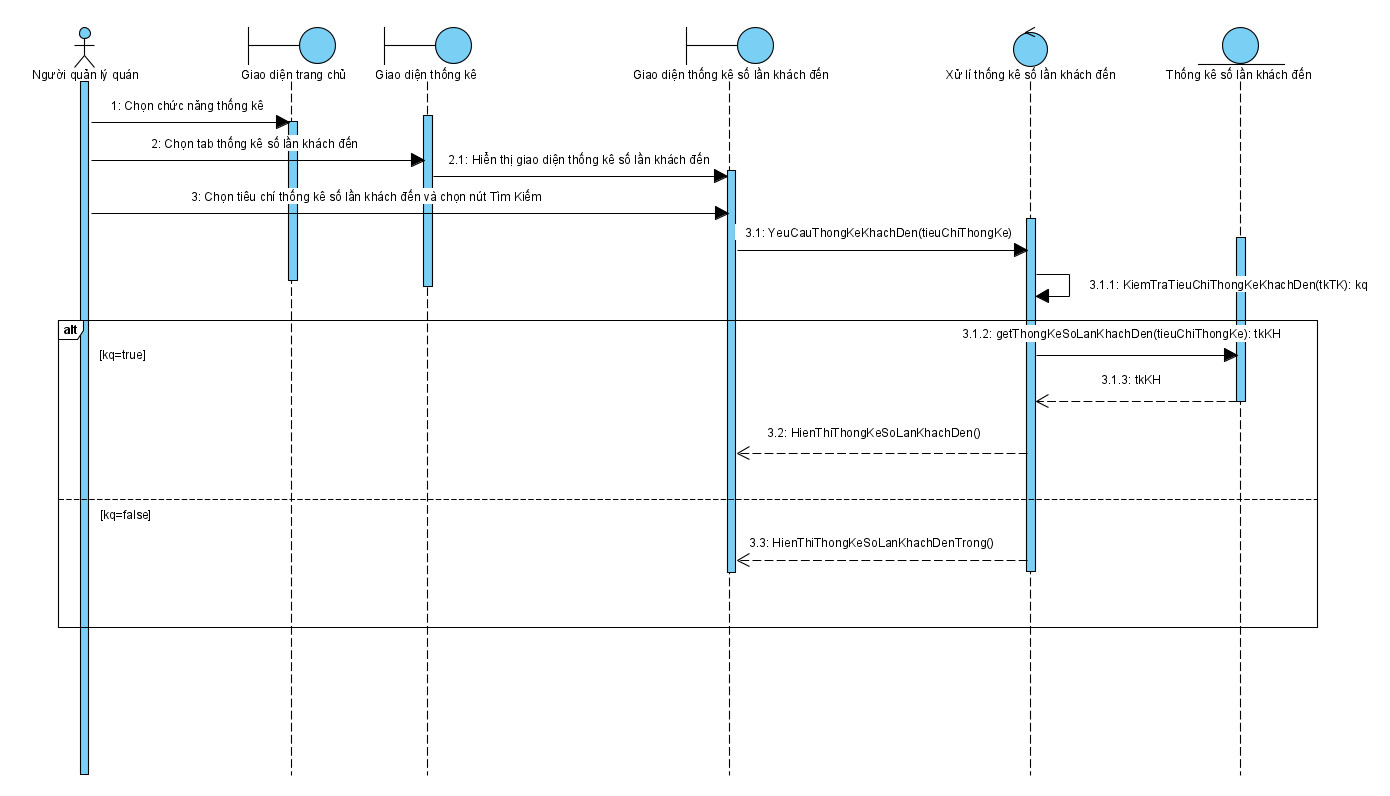 Người quản lý quán
Giao diện trang chủ
Giao diện thống kê
Giao diện thống kê số lần khách đến
Xử lí thống kê số lần khách đến
Thống kê số lần khách đến
1: Chọn chức năng thống kê
2: Chọn tab thống kê số lần khách đến
2.1: Hiển thị giao diện thống kê số lần khách đến
3: Chọn tiêu chí thống kê số lần khách đến và chọn nút Tìm Kiếm
3.1: YeuCauThongKeKhachDen(tieuChiThongKe)
3.1.1: KiemTraTieuChiThongKeKhachDen(tkTK): kq
alt
3.1.2: getThongKeSoLanKhachDen(tieuChiThongKe): tkKH
[kq=true]
3.1.3: tkKH
3.2: HienThiThongKeSoLanKhachDen()
[kq=false]
3.3: HienThiThongKeSoLanKhachDenTrong()